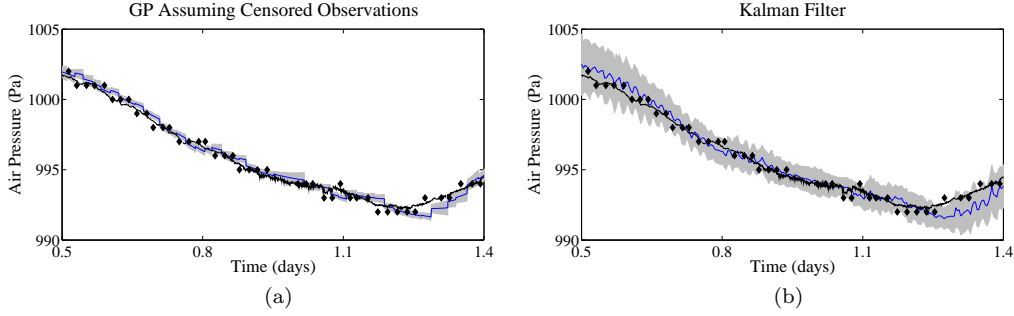 GP Assuming Censored Observations
1005
1000
995
990
Air Pressure (Pa)
0.5
0.8
1.1
1.4
Time (days)
(a)
Kalman Filter
1005
1000
995
990
Air Pressure (Pa)
0.5
0.8
1.1
1.4
Time (days)
(b)